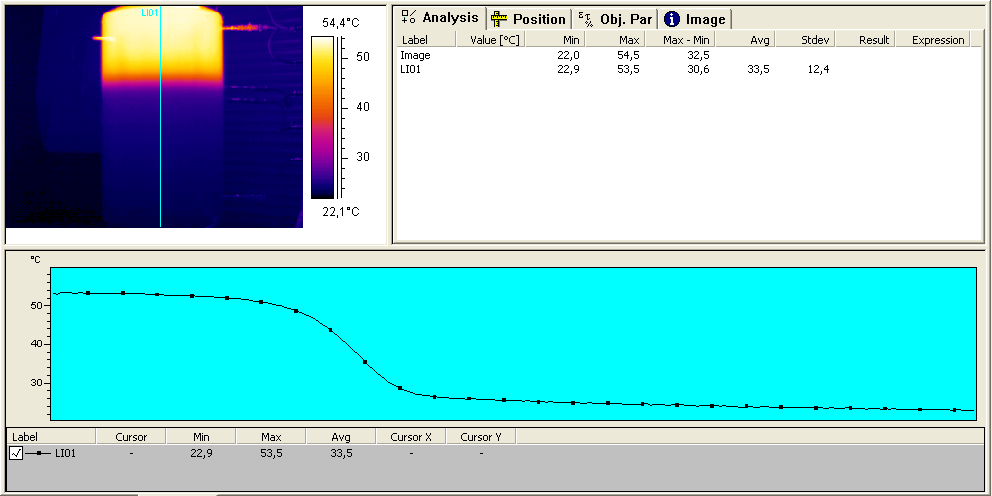 LI01
54,4°C
50
40
30
22,1°C
Analysis Position Obj. Par Image
Label Value [°C] Min Max Max - Min Avg Stdev Result Expression
Image 22,0 54,5 32,5
LI01 22,9 53,5 30,6 33,5 12,4
°C
50
40
30
Label Cursor Min Max Avg Cursor X Cursor Y
LI01 - 22,9 53,5 33,5 - -